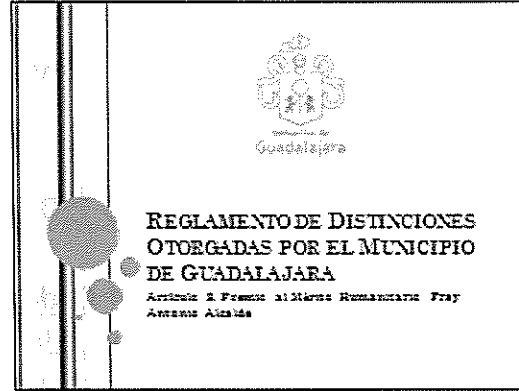 Guadalajara
REGLAMENTO DE DISTINCIONES
OTORGADAS POR EL MUNICIPIO
DE GUADALAJARA
Artículo 2. Premio al Mérito Humanitario Fray
Antonio Alcalde